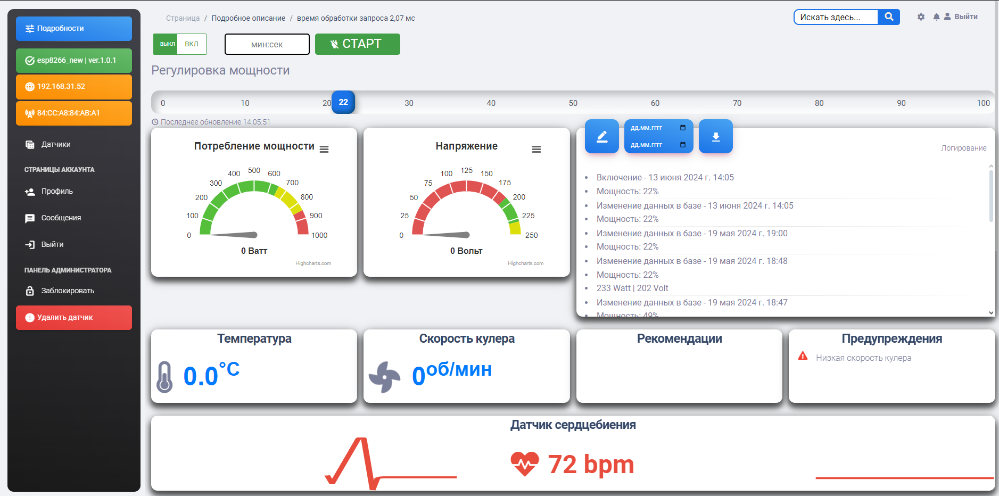 Подробности
esp8266_new | ver.1.0.1
192.168.31.52
84:CC:A8:84:AB:A1
Датчики
СТРАНИЦЫ АККАУНТА
Профиль
Сообщения
Выйти
ПАНЕЛЬ АДМИНИСТРАТОРА
Заблокировать
Удалить датчик
Страница / Подробное описание / время обработки запроса 2,07 мс
Искать здесь...
Выйти
ВЫКЛ ВКЛ
мин:сек
СТАРТ
Регулировка мощности
0 10 20 22 30 40 50 60 70 80 90 100
Последнее обновление 14:05:51
Потребление мощности
0 100 200 300 400 500 600 700 800 900 1000
0 Ватт
Highcharts.com
Напряжение
0 25 50 75 100 125 150 175 200 225 250
0 Вольт
Highcharts.com
дд.мм.гггг
дд.мм.гггг
Логирование
Включение - 13 июня 2024 г. 14:05
Мощность: 22%
Изменение данных в базе - 13 июня 2024 г. 14:05
Мощность: 22%
Изменение данных в базе - 19 мая 2024 г. 19:00
Мощность: 22%
Изменение данных в базе - 19 мая 2024 г. 18:48
Мощность: 22%
233 Watt | 202 Volt
Изменение данных в базе - 19 мая 2024 г. 18:47
Мощность: 49%
Температура
0.0°C
Скорость кулера
0об/мин
Рекомендации
Предупреждения
Низкая скорость кулера
Датчик сердцебиения
72 bpm